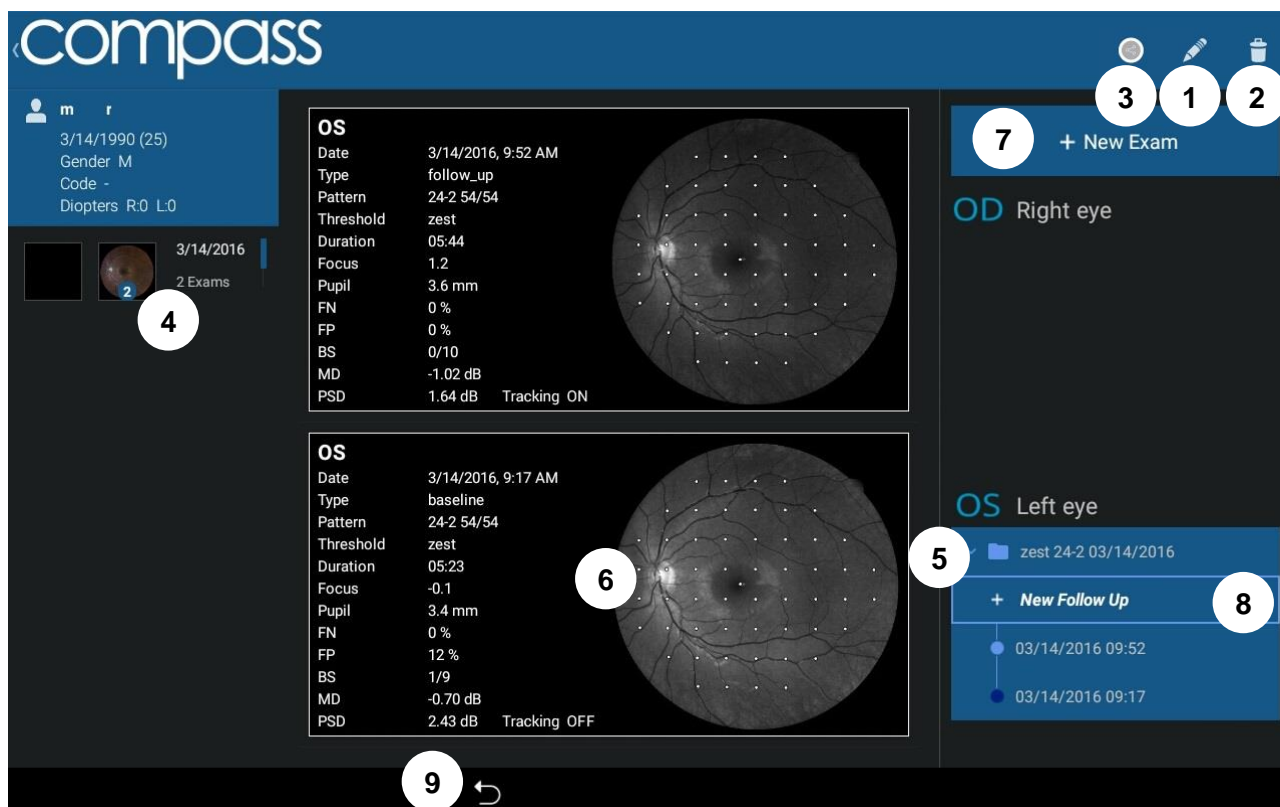 compass
3 1 2
m r
3/14/1990 (25)
Gender M
Code -
Diopters R:0 L:0
3/14/2016
2 Exams
2
4
OS
Date 3/14/2016, 9:52 AM
Type follow_up
Pattern 24-2 54/54
Threshold zest
Duration 05:44
Focus 1.2
Pupil 3.6 mm
FN 0 %
FP 0 %
BS 0/10
MD -1.02 dB
PSD 1.64 dB Tracking ON
OS
Date 3/14/2016, 9:17 AM
Type baseline
Pattern 24-2 54/54
Threshold zest
Duration 05:23
Focus -0.1
Pupil 3.4 mm
FN 0 %
FP 12 %
BS 1/9
MD -0.70 dB
PSD 2.43 dB Tracking OFF
6
7 + New Exam
OD Right eye
OS Left eye
5 zest 24-2 03/14/2016
+ New Follow Up 8
03/14/2016 09:52
03/14/2016 09:17
9